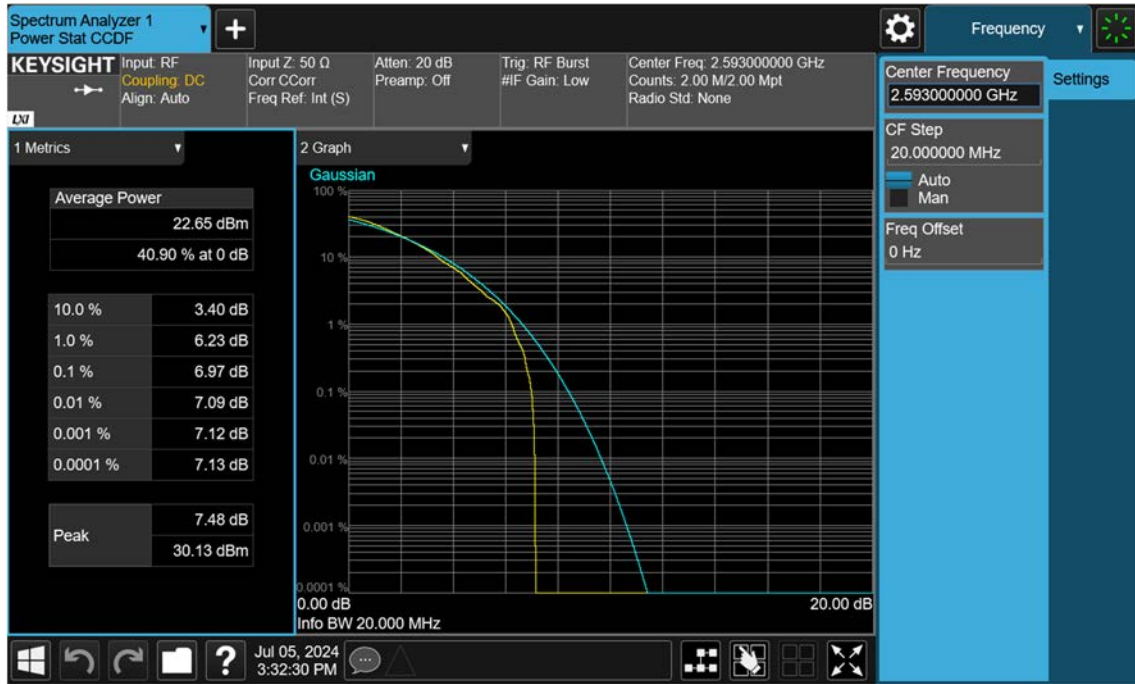 Spectrum Analyzer 1
Power Stat CCDF
+
Frequency
KEYSIGHT
Input: RF
Coupling: DC
Align: Auto
Input Z: 50 Ω
Corr CCorr
Freq Ref: Int (S)
Atten: 20 dB
Preamp: Off
Trig: RF Burst
#IF Gain: Low
Center Freq: 2.593000000 GHz
Counts: 2.00 M/2.00 Mpt
Radio Std: None
LXI
Center Frequency
2.593000000 GHz
Settings
CF Step
20.000000 MHz
Auto
Man
Freq Offset
0 Hz
1 Metrics
Average Power
22.65 dBm
40.90 % at 0 dB
10.0 % 3.40 dB
1.0 % 6.23 dB
0.1 % 6.97 dB
0.01 % 7.09 dB
0.001 % 7.12 dB
0.0001 % 7.13 dB
Peak
7.48 dB
30.13 dBm
2 Graph
Gaussian
100 %
10 %
1 %
0.1 %
0.01 %
0.001 %
0.0001 %
0.00 dB 20.00 dB
Info BW 20.000 MHz
?
Jul 05, 2024
3:32:30 PM